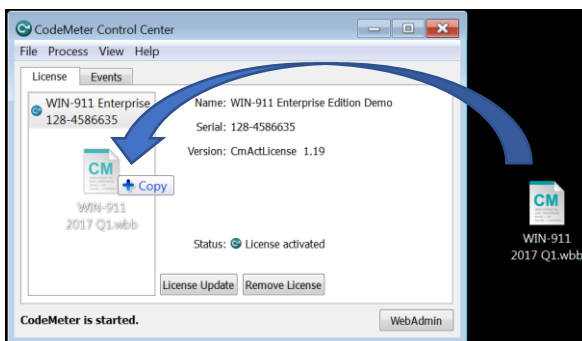 CodeMeter Control Center
File Process View Help
License Events
WIN-911 Enterprise
128-4586635
Name: WIN-911 Enterprise Edition Demo
Serial: 128-4586635
Version: CmActLicense 1.19
CM
Copy
WIN-911
2017 Q1.wbb
Status: License activated
License Update Remove License
CodeMeter is started.
WebAdmin
CM
WIN-911
2017 Q1.wbb